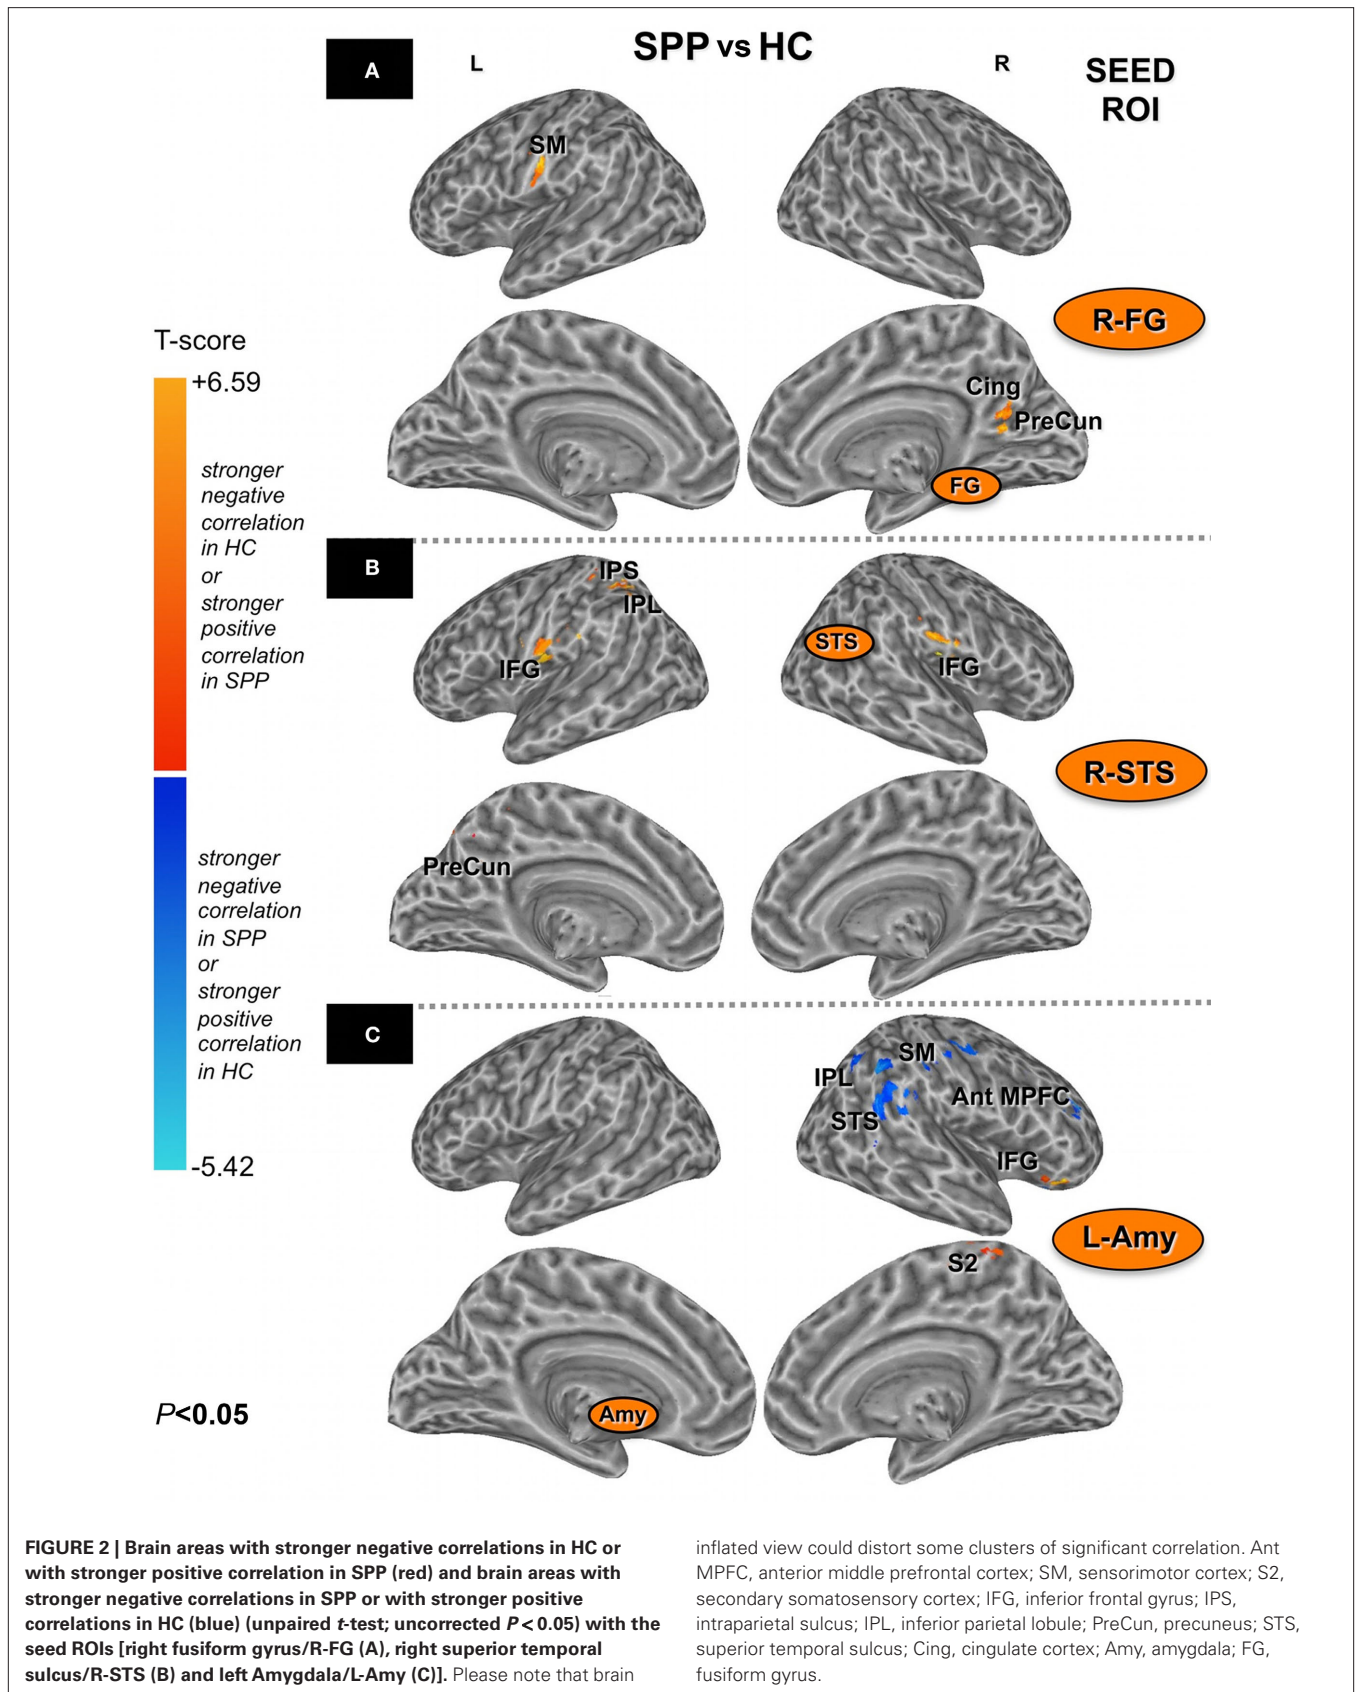 SPP vs HC
A
L
R
SEED
ROI
SM
R-FG
Cing
PreCun
FG
T-score
+6.59
stronger
negative
correlation
in HC
or
stronger
positive
correlation
in SPP
stronger
negative
correlation
in SPP
or
stronger
positive
correlation
in HC
-5.42
P<0.05
B
IPS
IPL
IFG
STS
IFG
R-STS
PreCun
C
SM
IPL
Ant MPFC
STS
IFG
L-Amy
S2
Amy
FIGURE 2 | Brain areas with stronger negative correlations in HC or
with stronger positive correlation in SPP (red) and brain areas with
stronger negative correlations in SPP or with stronger positive
correlations in HC (blue) (unpaired t-test; uncorrected P < 0.05) with the
seed ROIs [right fusiform gyrus/R-FG (A), right superior temporal
sulcus/R-STS (B) and left Amygdala/L-Amy (C)]. Please note that brain
inflated view could distort some clusters of significant correlation. Ant
MPFC, anterior middle prefrontal cortex; SM, sensorimotor cortex; S2,
secondary somatosensory cortex; IFG, inferior frontal gyrus; IPS,
intraparietal sulcus; IPL, inferior parietal lobule; PreCun, precuneus; STS,
superior temporal sulcus; Cing, cingulate cortex; Amy, amygdala; FG,
fusiform gyrus.